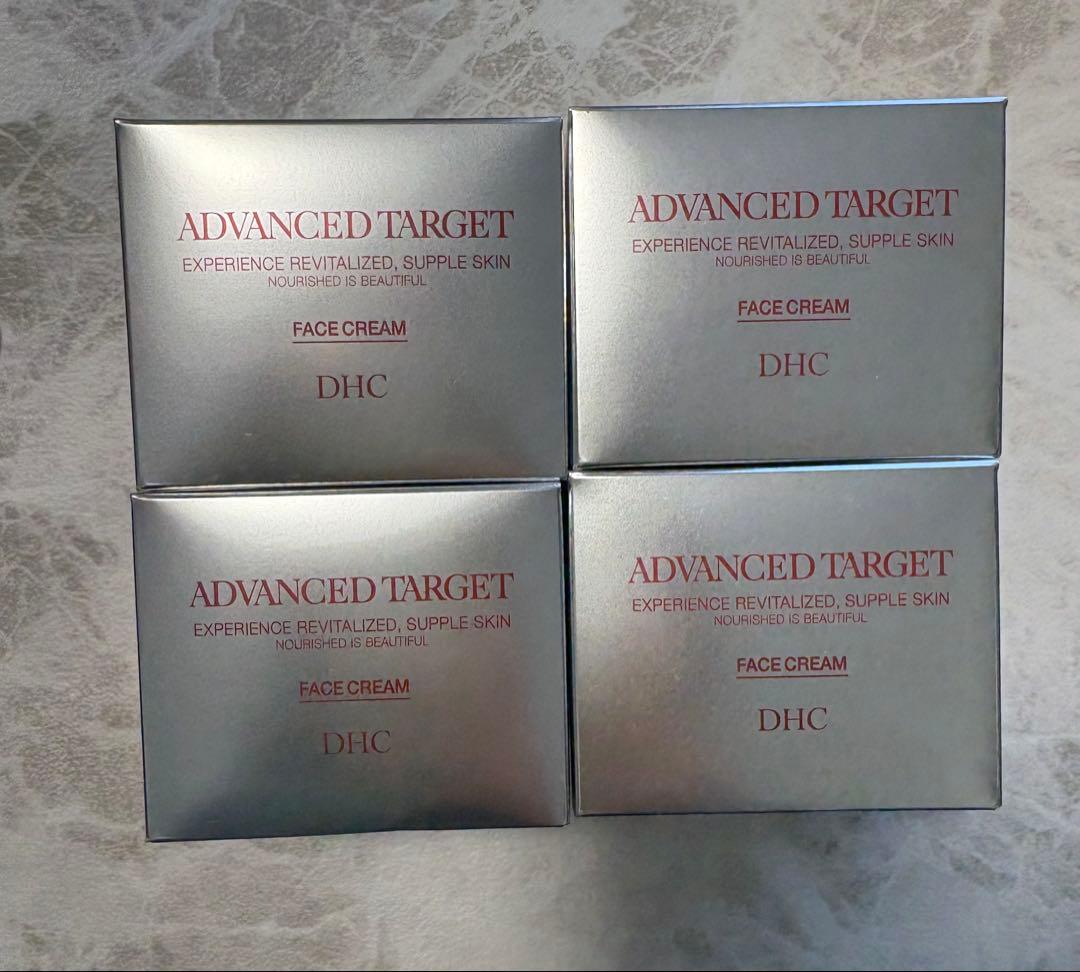 ADVANCED TARGET
EXPERIENCE REVITALIZED, SUPPLE SKIN
NOURISHED IS BEAUTIFUL
FACE CREAM
DHC
ADVANCED TARGET
EXPERIENCE REVITALIZED, SUPPLE SKIN
NOURISHED IS BEAUTIFUL
FACE CREAM
DHC
ADVANCED TARGET
EXPERIENCE REVITALIZED, SUPPLE SKIN
NOURISHED IS BEAUTIFUL
FACE CREAM
DHC
ADVANCED TARGET
EXPERIENCE REVITALIZED, SUPPLE SKIN
NOURISHED IS BEAUTIFUL
FACE CREAM
DHC